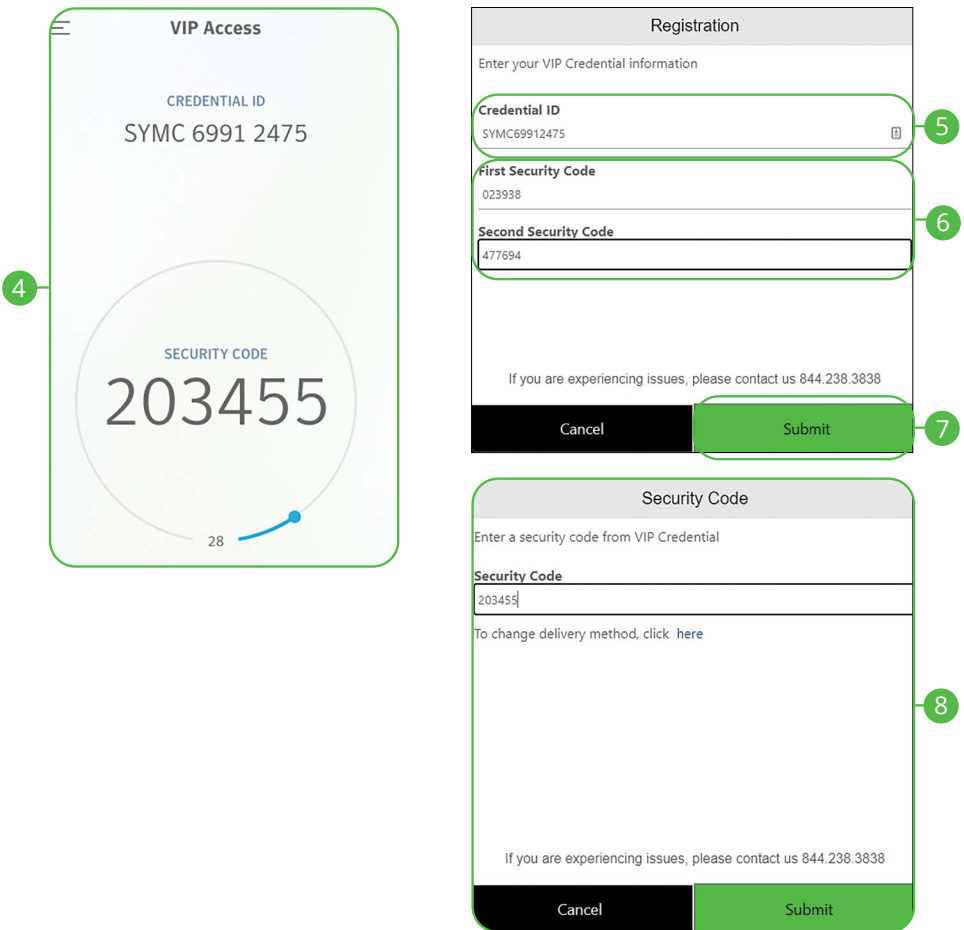 VIP Access
CREDENTIAL ID
SYMC 6991 2475
4
SECURITY CODE
203455
28
Registration
Enter your VIP Credential information
Credential ID
SYMC69912475
5
First Security Code
023938
6
Second Security Code
477694
If you are experiencing issues, please contact us 844.238.3838
Cancel Submit
7
Security Code
Enter a security code from VIP Credential
Security Code
203455
To change delivery method, click here
8
If you are experiencing issues, please contact us 844.238.3838
Cancel Submit